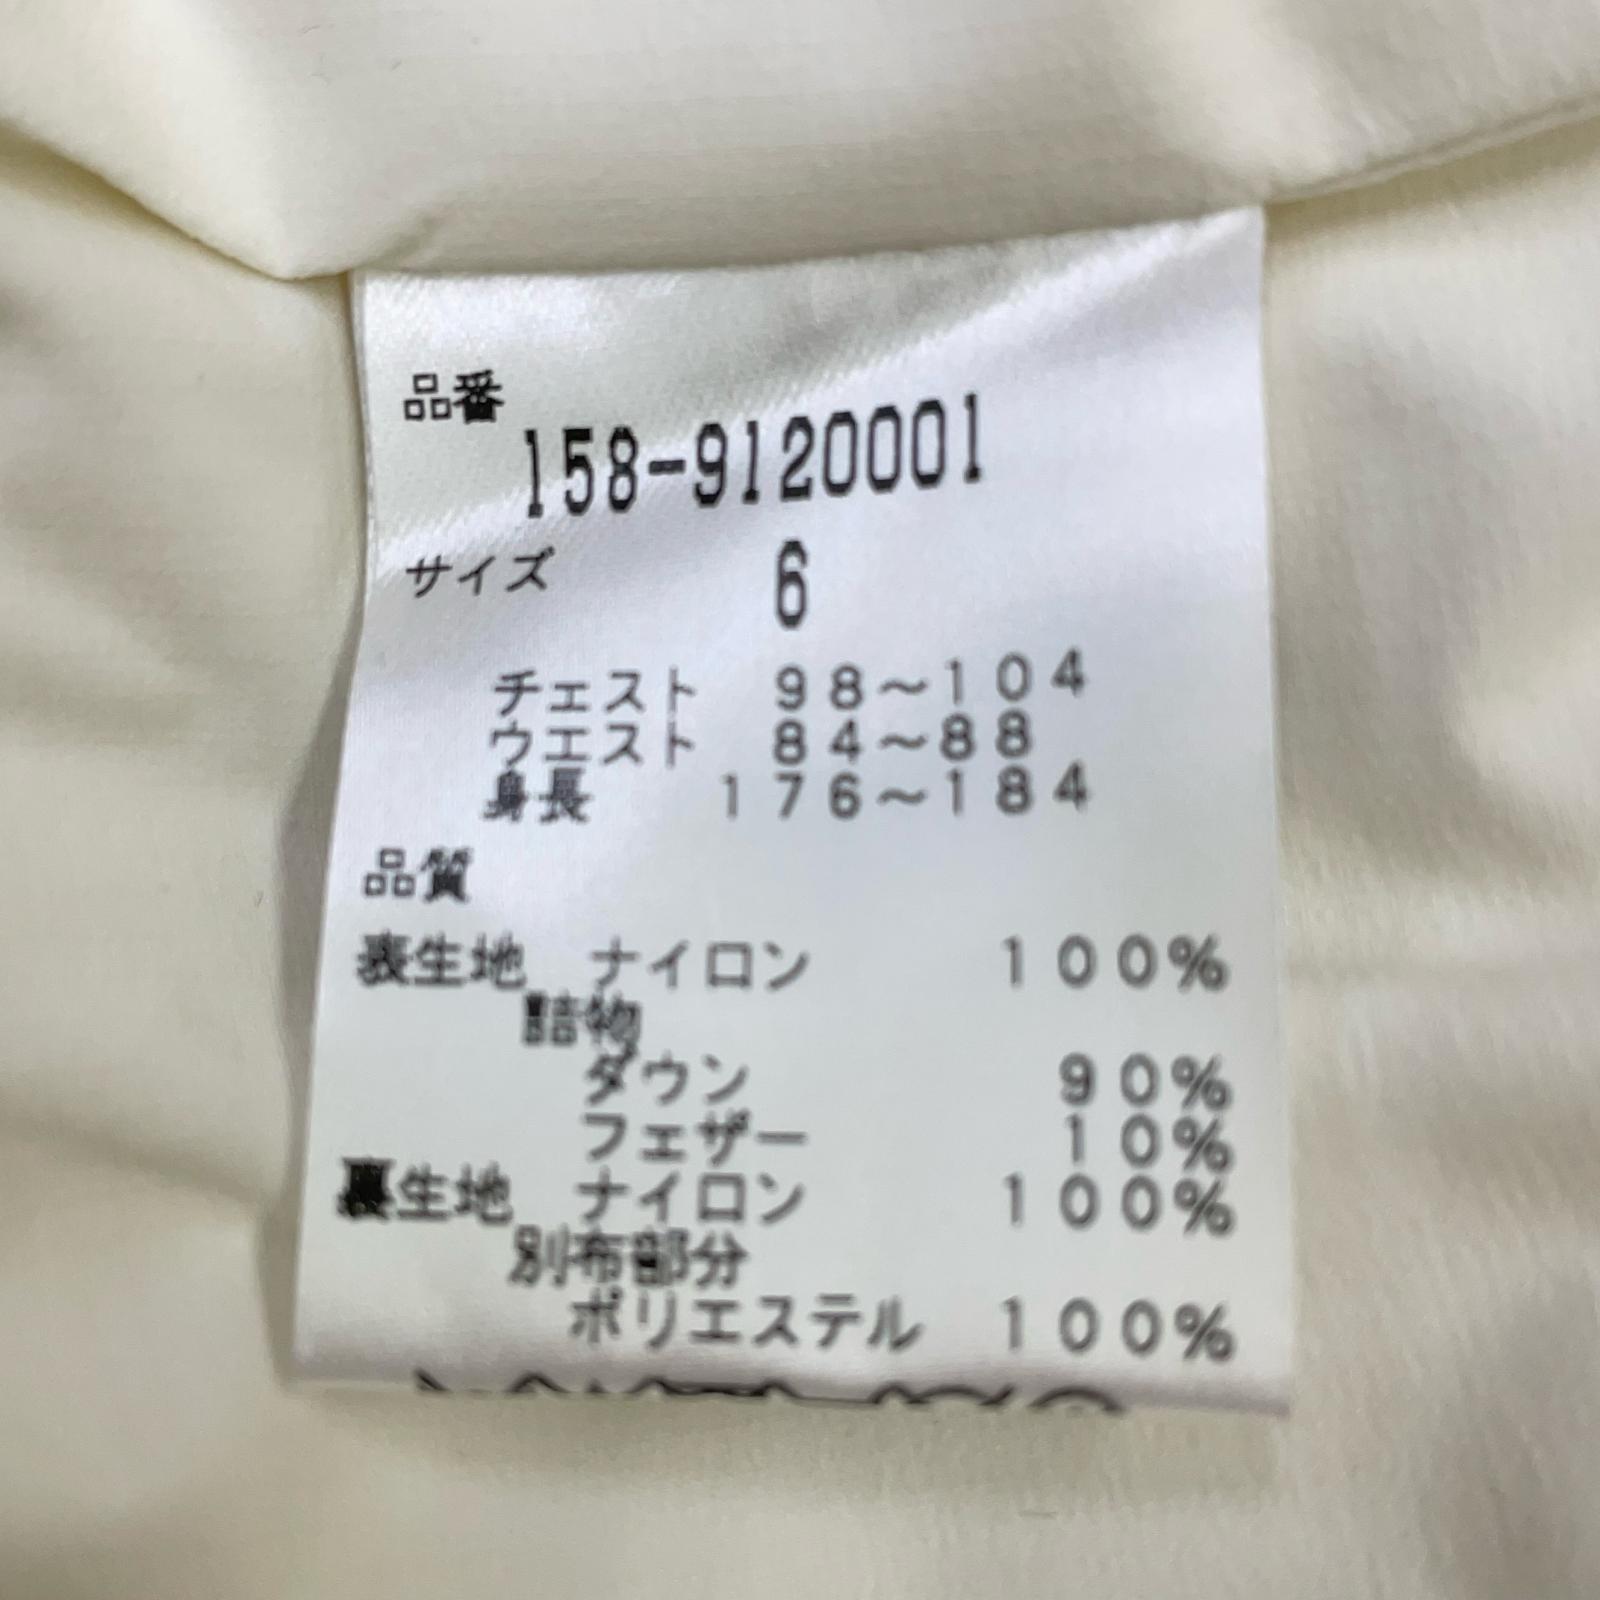 品番
158-9120001
サイズ 6
チェスト 98～104
ウエスト 84～88
身長 176～184
品質
表生地 ナイロン 100%
詰物
ダウン 90%
フェザー 10%
裏生地 ナイロン 100%
別布部分
ポリエステル 100%